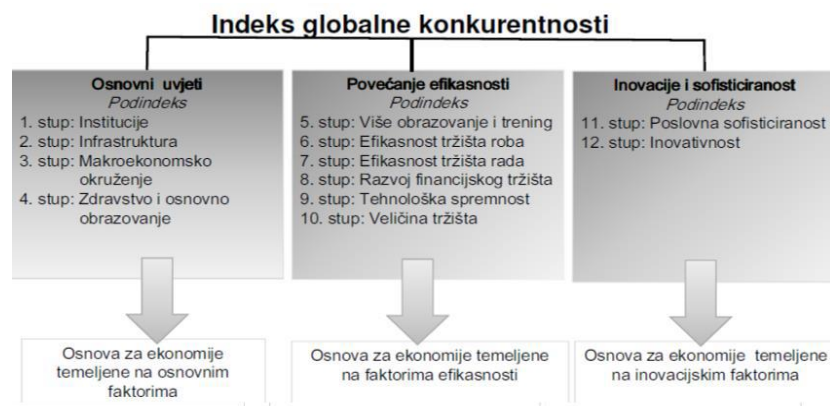 Indeks globalne konkurentnosti
Osnovni uvjeti
Podindeks
1. stup: Institucije
2. stup: Infrastruktura
3. stup: Makroekonomsko
okruženje
4. stup: Zdravstvo i osnovno
obrazovanje
Povećanje efikasnosti
Podindeks
5. stup: Više obrazovanje i trening
6. stup: Efikasnost tržišta roba
7. stup: Efikasnost tržišta rada
8. stup: Razvoj financijskog tržišta
9. stup: Tehnološka spremnost
10. stup: Veličina tržišta
Inovacije i sofisticiranost
Podindeks
11. stup: Poslovna sofisticiranost
12. stup: Inovativnost
Osnova za ekonomije
temeljene na osnovnim
faktorima
Osnova za ekonomije temeljene
na faktorima efikasnosti
Osnova za ekonomije temeljene
na inovacijskim faktorima